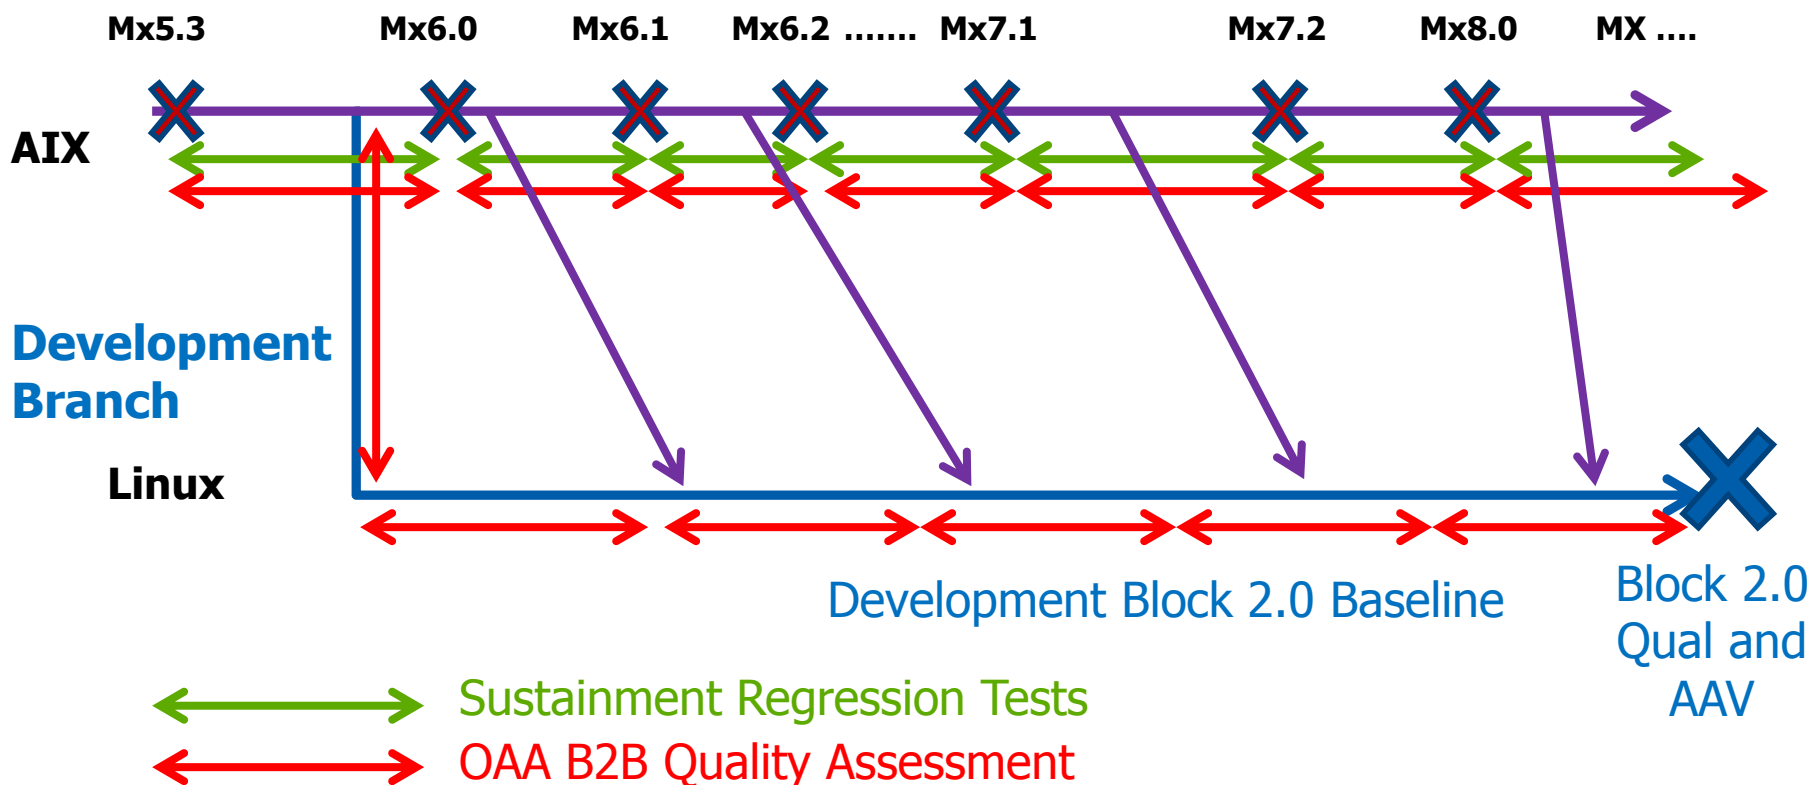 Mx5.3 Mx6.0 Mx6.1 Mx6.2 ....... Mx7.1 Mx7.2 Mx8.0 MX ....
AIX
Development
Branch
Linux
Development Block 2.0 Baseline
Block 2.0
Qual and
AAV
Sustainment Regression Tests
OAA B2B Quality Assessment